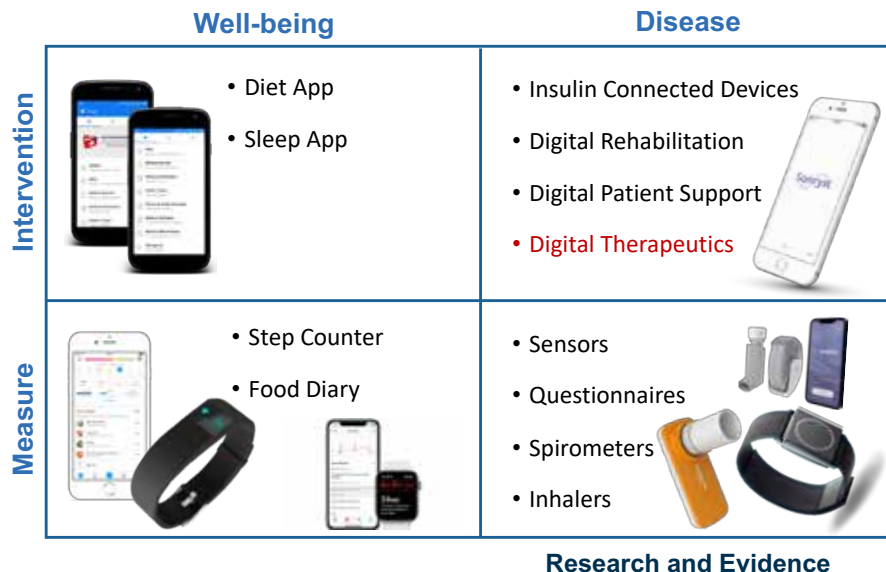 Well-being
Disease
Intervention
• Diet App
• Sleep App
• Insulin Connected Devices
• Digital Rehabilitation
• Digital Patient Support
• Digital Therapeutics
Measure
• Step Counter
• Food Diary
• Sensors
• Questionnaires
• Spirometers
• Inhalers
Research and Evidence